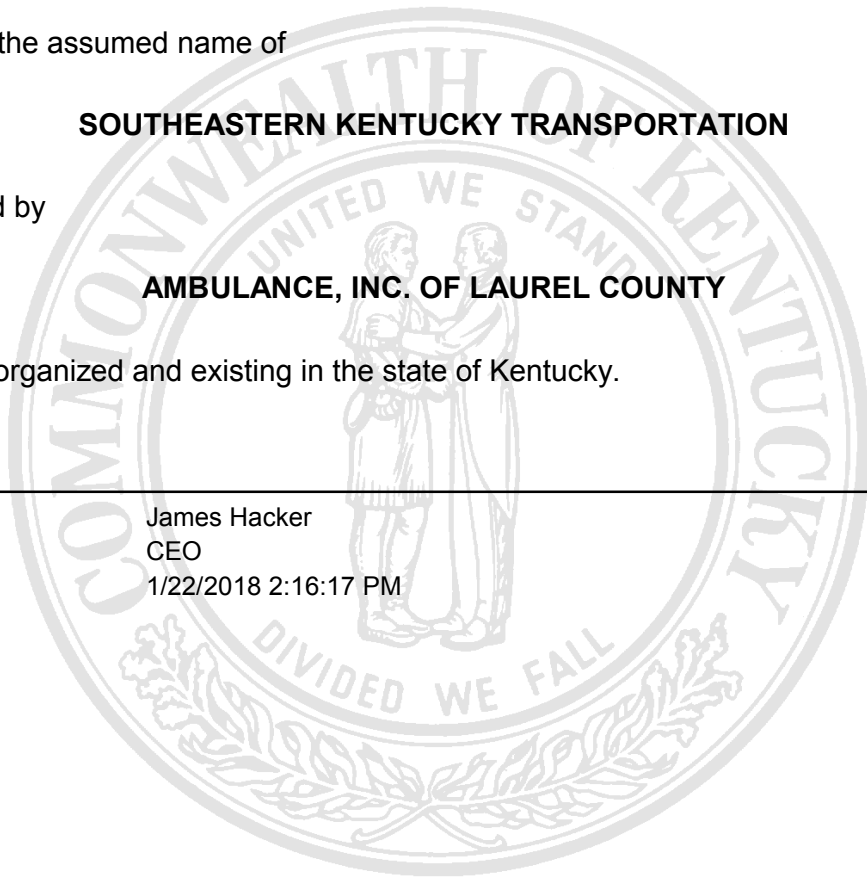 the assumed name of
SOUTHEASTERN KENTUCKY TRANSPORTATION
by
AMBULANCE, INC. OF LAUREL COUNTY
organized and existing in the state of Kentucky.
James Hacker
CEO
1/22/2018 2:16:17 PM
COMMONWEALTH OF KENTUCKY
UNITED WE STAND
DIVIDED WE FALL